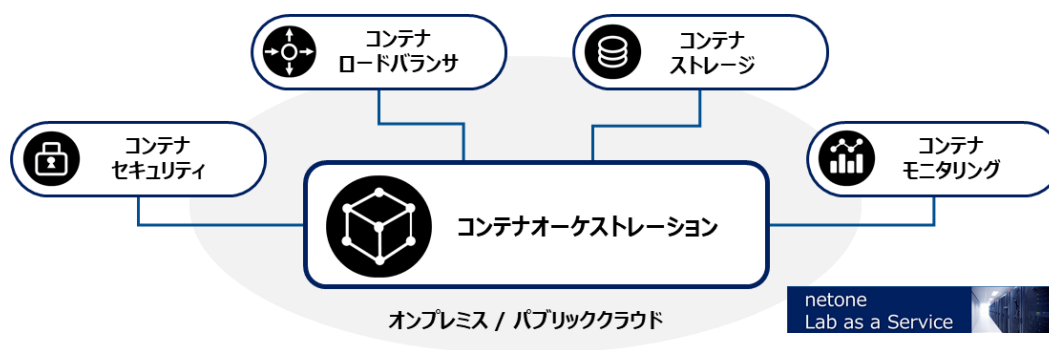 コンテナ
ロードバランサ
コンテナ
ストレージ
コンテナ
セキュリティ
コンテナ
モニタリング
コンテナオーケストレーション
オンプレミス / パブリッククラウド
netone
Lab as a Service